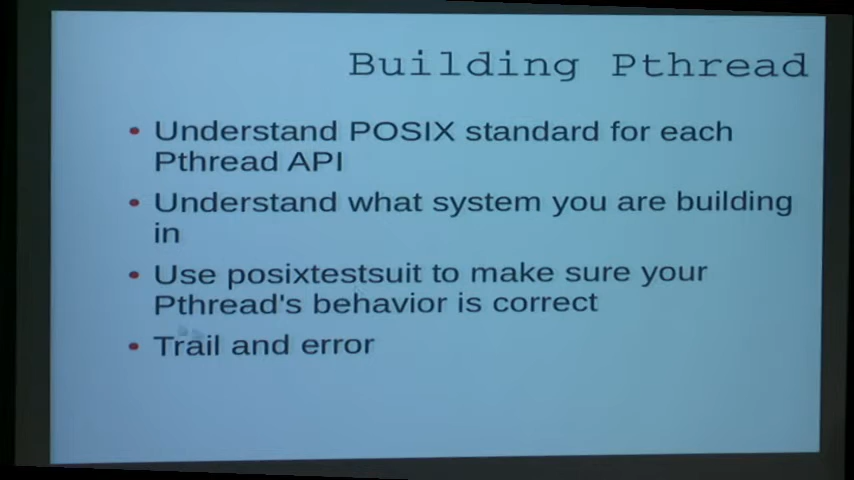 Building Pthread
• Understand POSIX standard for each
Pthread API
• Understand what system you are building
in
• Use posixtestsuit to make sure your
Pthread's behavior is correct
• Trail and error